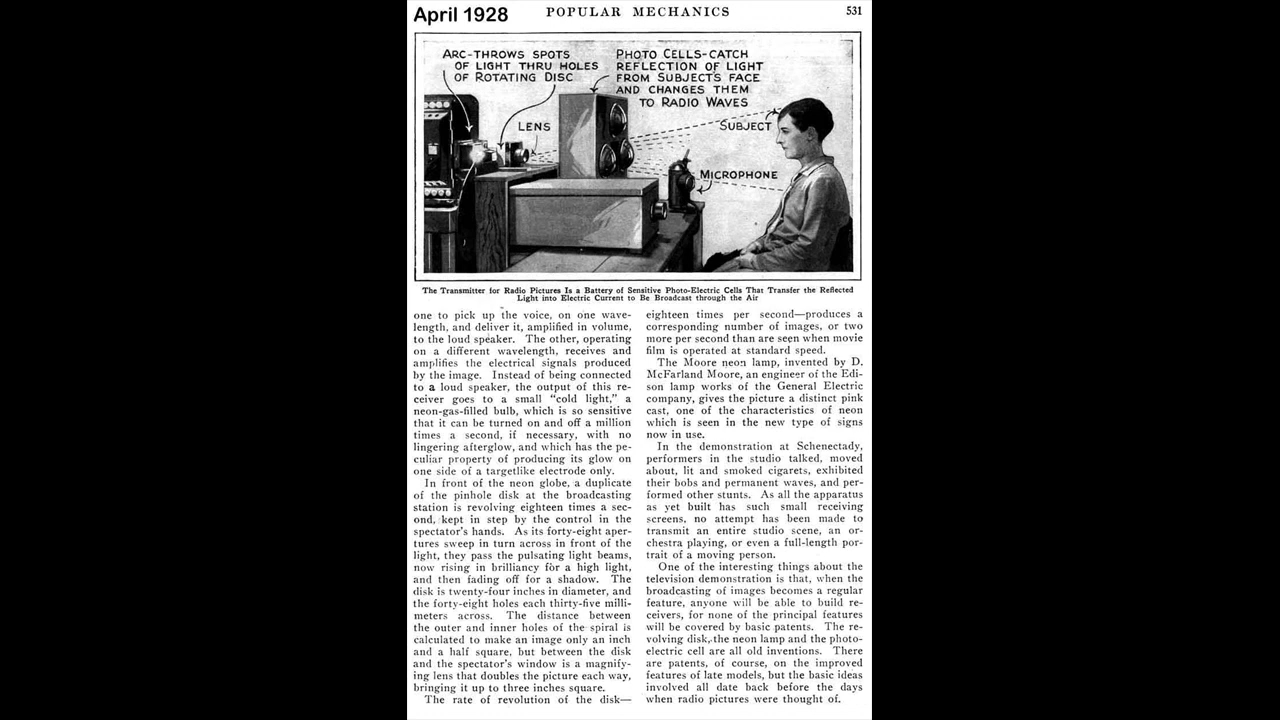 April 1928
POPULAR MECHANICS
531
ARC-THROWS SPOTS
OF LIGHT THRU HOLES
OF ROTATING DISC
PHOTO CELLS-CATCH
REFLECTION OF LIGHT
FROM SUBJECTS FACE
AND CHANGES THEM
TO RADIO WAVES
LENS
SUBJECT
MICROPHONE
The Transmitter for Radio Pictures Is a Battery of Sensitive Photo-Electric Cells That Transfer the Reflected
Light into Electric Current to Be Broadcast through the Air
one to pick up the voice, on one wave-
length, and deliver it, amplified in volume,
to the loud speaker. The other, operating
on a different wavelength, receives and
amplifies the electrical signals produced
by the image. Instead of being connected
to a loud speaker, the output of this re-
ceiver goes to a small "cold light," a
neon-gas-filled bulb, which is so sensitive
that it can be turned on and off a million
times a second, if necessary, with no
lingering afterglow, and which has the pe-
culiar property of producing its glow on
one side of a targetlike electrode only.
In front of the neon globe, a duplicate
of the pinhole disk at the broadcasting
station is revolving eighteen times a sec-
ond, kept in step by the control in the
spectator's hands. As its forty-eight aper-
tures sweep in turn across in front of the
light, they pass the pulsating light beams,
now rising in brilliancy for a high light,
and then fading off for a shadow. The
disk is twenty-four inches in diameter, and
the forty-eight holes each thirty-five milli-
meters across. The distance between
the outer and inner holes of the spiral is
calculated to make an image only an inch
and a half square, but between the disk
and the spectator's window is a magnify-
ing lens that doubles the picture each way,
bringing it up to three inches square.
The rate of revolution of the disk—
eighteen times per second—produces a
corresponding number of images, or two
more per second than are seen when movie
film is operated at standard speed.
The Moore neon lamp, invented by D.
McFarland Moore, an engineer of the Edi-
son lamp works of the General Electric
company, gives the picture a distinct pink
cast, one of the characteristics of neon
which is seen in the new type of signs
now in use.
In the demonstration at Schenectady,
performers in the studio talked, moved
about, lit and smoked cigarets, exhibited
their bobs and permanent waves, and per-
formed other stunts. As all the apparatus
as yet built has such small receiving
screens, no attempt has been made to
transmit an entire studio scene, an or-
chestra playing, or even a full-length por-
trait of a moving person.
One of the interesting things about the
television demonstration is that, when the
broadcasting of images becomes a regular
feature, anyone will be able to build re-
ceivers, for none of the principal features
will be covered by basic patents. The re-
volving disk, the neon lamp and the photo-
electric cell are all old inventions. There
are patents, of course, on the improved
features of late models, but the basic ideas
involved all date back before the days
when radio pictures were thought of.